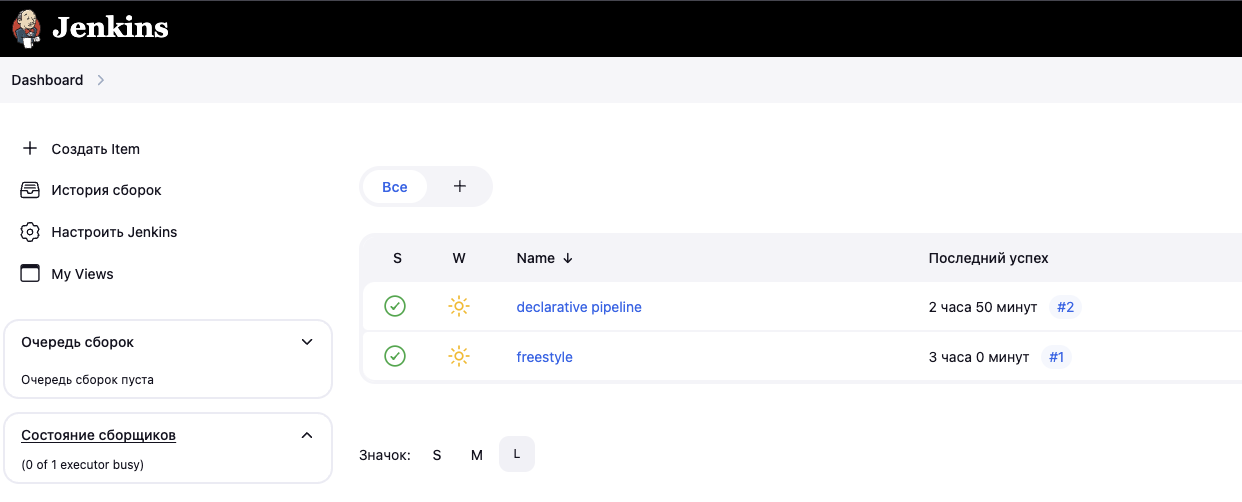 Jenkins
Dashboard
Создать Item
История сборок
Настроить Jenkins
My Views
Очередь сборок
Очередь сборок пуста
Состояние сборщиков
(0 of 1 executor busy)
Все +
S W Name ↓ Последний успех
declarative pipeline 2 часа 50 минут #2
freestyle 3 часа 0 минут #1
Значок: S M L